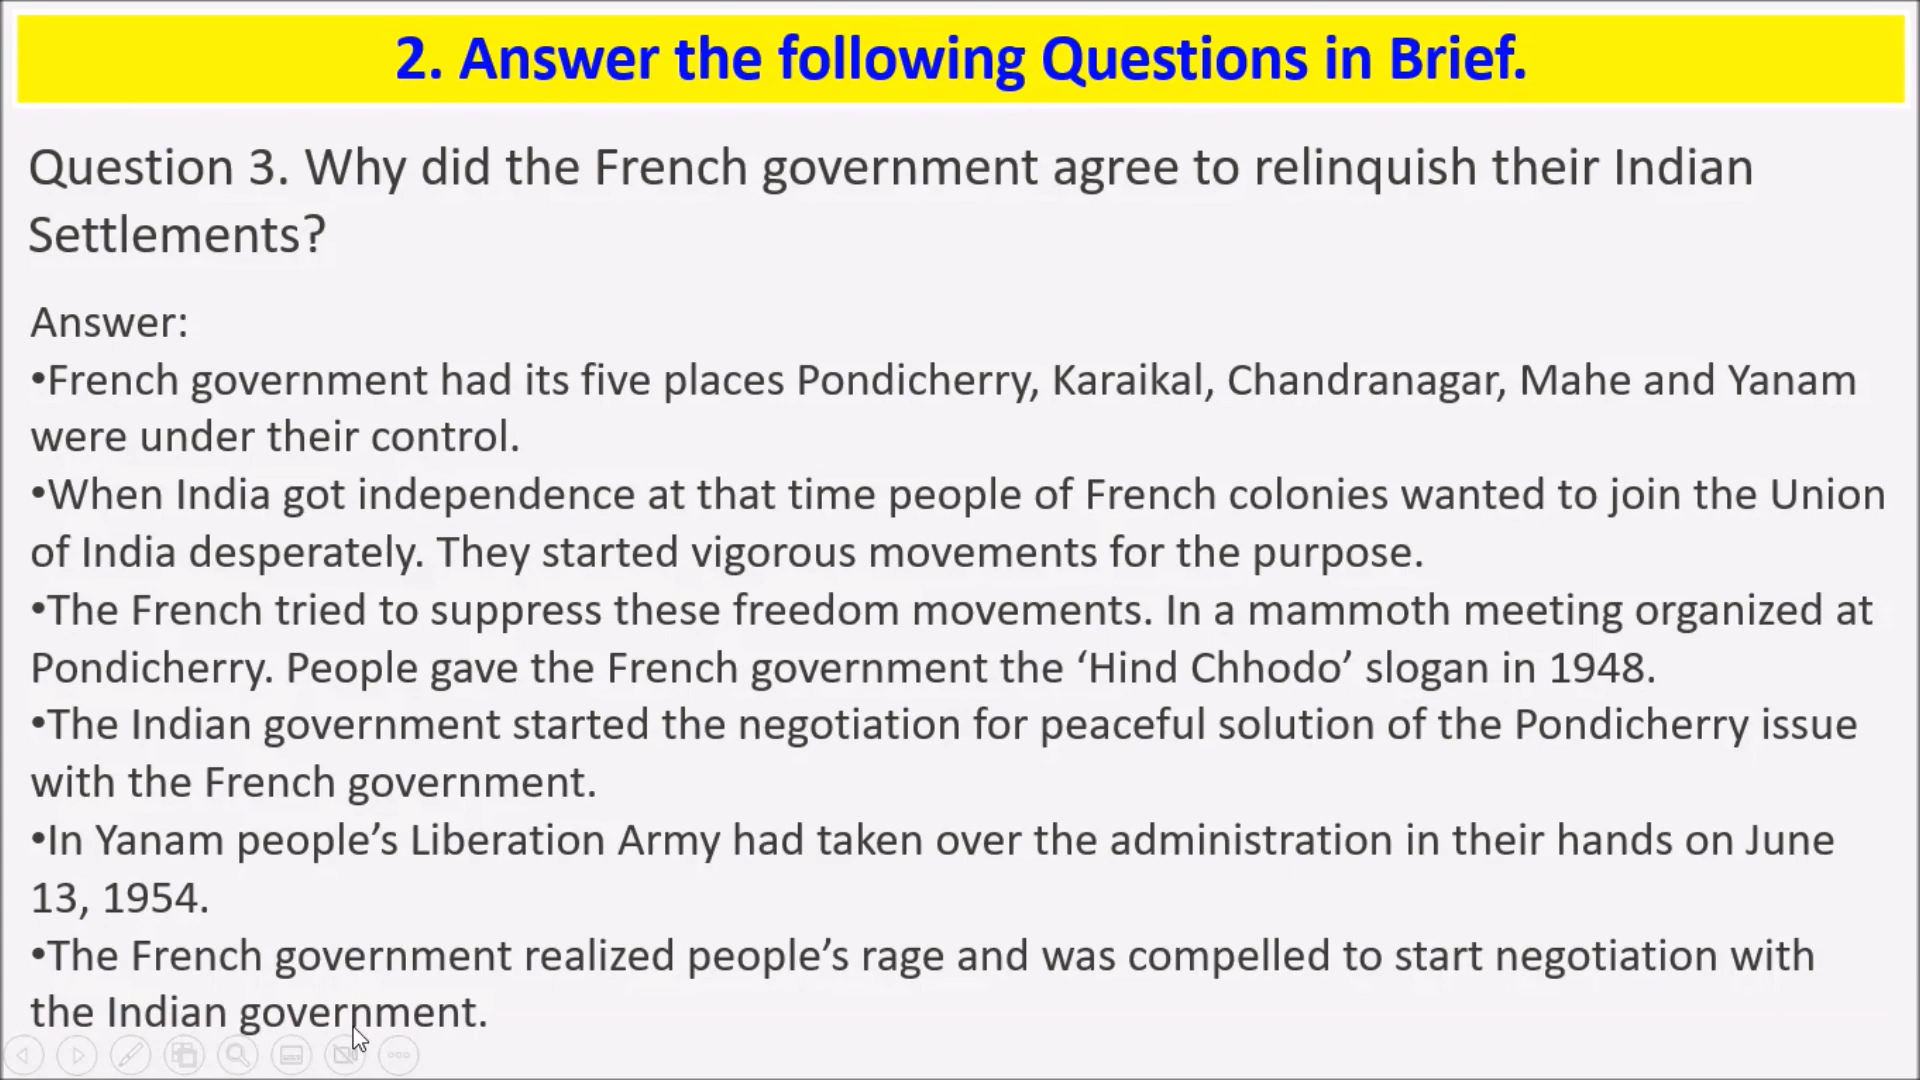 2. Answer the following Questions in Brief.
Question 3. Why did the French government agree to relinquish their Indian
Settlements?
Answer:
•French government had its five places Pondicherry, Karaikal, Chandranagar, Mahe and Yanam
were under their control.
•When India got independence at that time people of French colonies wanted to join the Union
of India desperately. They started vigorous movements for the purpose.
•The French tried to suppress these freedom movements. In a mammoth meeting organized at
Pondicherry. People gave the French government the ‘Hind Chhodo’ slogan in 1948.
•The Indian government started the negotiation for peaceful solution of the Pondicherry issue
with the French government.
•In Yanam people’s Liberation Army had taken over the administration in their hands on June
13, 1954.
•The French government realized people’s rage and was compelled to start negotiation with
the Indian government.